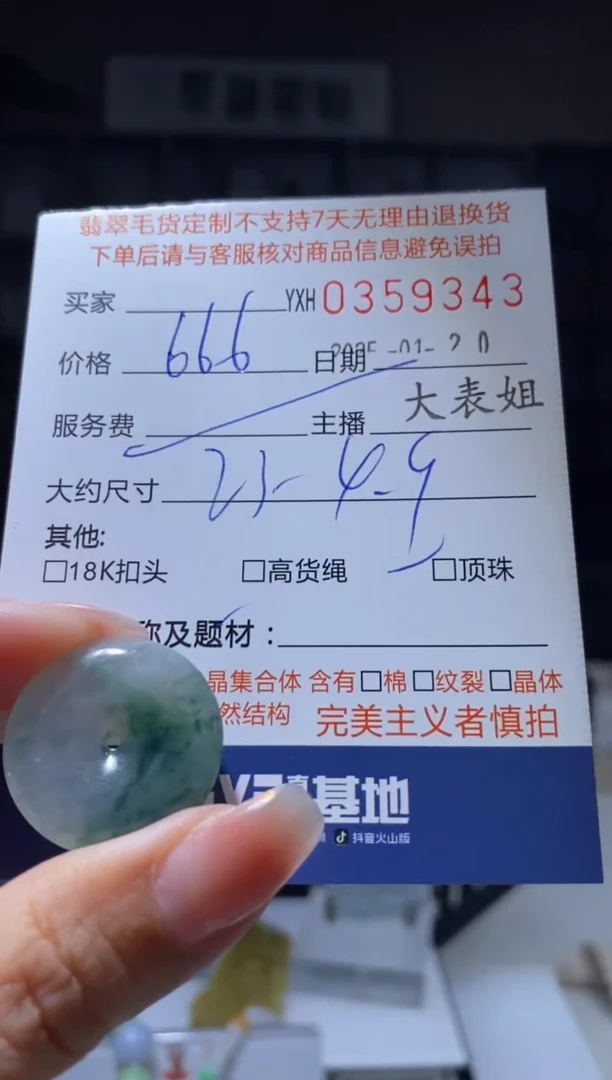 翡翠毛货定制不支持7天无理由退换货
下单后请与客服核对商品信息避免误拍
买家 YXH 0359343
价格 666 日期 2025-01-20
服务费 主播 大表姐
大约尺寸
其他:
□18K扣头 □高货绳 □顶珠
称及题材:
晶集合体 含有□棉 □纹裂 □晶体
然结构 完美主义者慎拍
基地
抖音火山版